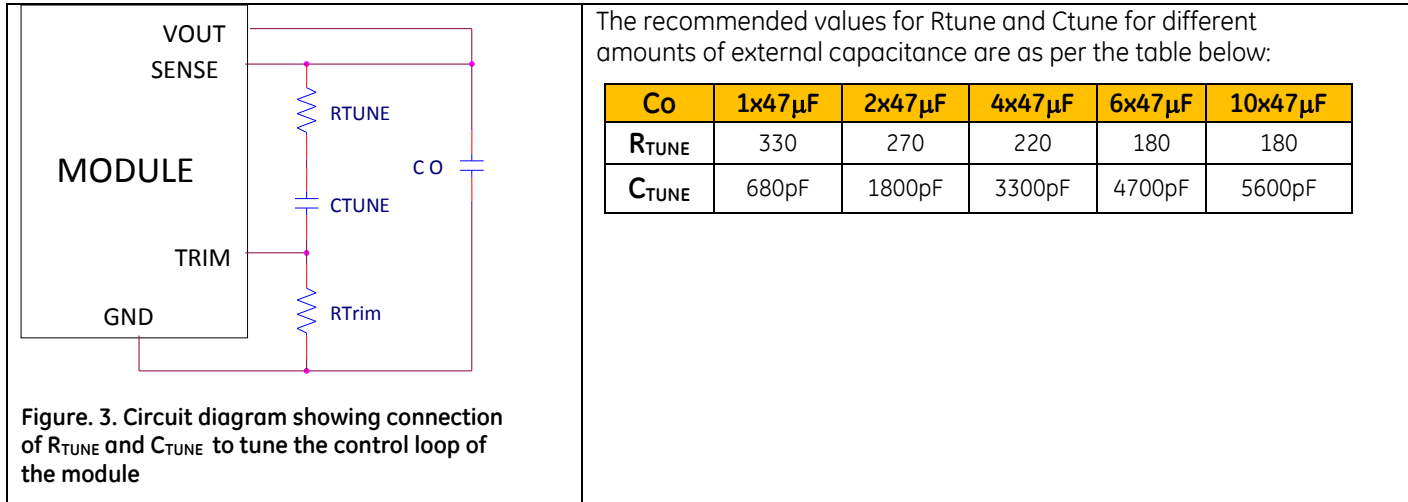 VOUT
SENSE
RTUNE
MODULE
C O
CTUNE
TRIM
RTrim
GND
Figure. 3. Circuit diagram showing connection
of RTUNE and CTUNE to tune the control loop of
the module
The recommended values for Rtune and Ctune for different
amounts of external capacitance are as per the table below:
Co 1x47μF 2x47μF 4x47μF 6x47μF 10x47μF
RTUNE 330 270 220 180 180
CTUNE 680pF 1800pF 3300pF 4700pF 5600pF